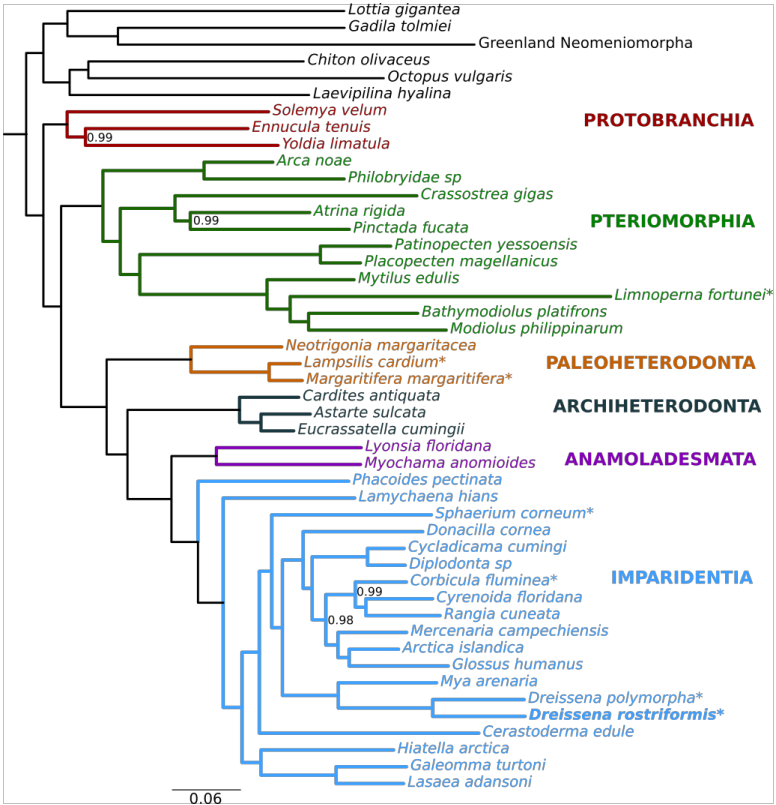 Lottia gigantea
Gadila tolmiei
Greenland Neomeniomorpha
Chiton olivaceus
Octopus vulgaris
Laevipilina hyalina
Solemya velum
PROTOBRANCHIA
Ennucula tenuis
0.99
Yoldia limatula
Arca noae
Philobryidae sp
Crassostrea gigas
Atrina rigida
0.99
PTERIOMORPHIA
Pinctada fucata
Patinopecten yessoensis
Placopecten magellanicus
Mytilus edulis
Limnoperna fortunei*
Bathymodiolus platifrons
Modiolus philippinarum
Neotrigonia margaritacea
Lampsilis cardium*
PALEOHETERODONTA
Margaritifera margaritifera*
Cardites antiquata
ARCHIHETERODONTA
Astarte sulcata
Eucrassatella cumingii
Lyonsia floridana
ANAMOLADESMATA
Myochama anomioides
Phacoides pectinata
Lamychaena hians
Sphaerium corneum*
Donacilla cornea
Cycladicama cumingi
Diplodonta sp
IMPARIDENTIA
Corbicula fluminea*
0.99
Cyrenoida floridana
Rangia cuneata
0.98
Mercenaria campechiensis
Arctica islandica
Glossus humanus
Mya arenaria
Dreissena polymorpha*
Dreissena rostriformis*
Cerastoderma edule
Hiatella arctica
Galeomma turtoni
Lasaea adansoni
0.06